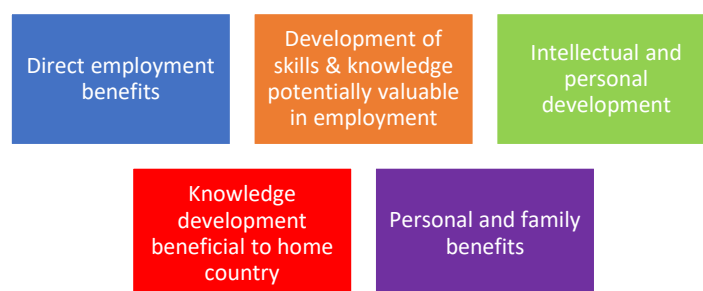 Direct employment
benefits
Development of
skills & knowledge
potentially valuable
in employment
Intellectual and
personal
development
Knowledge
development
beneficial to home
country
Personal and family
benefits